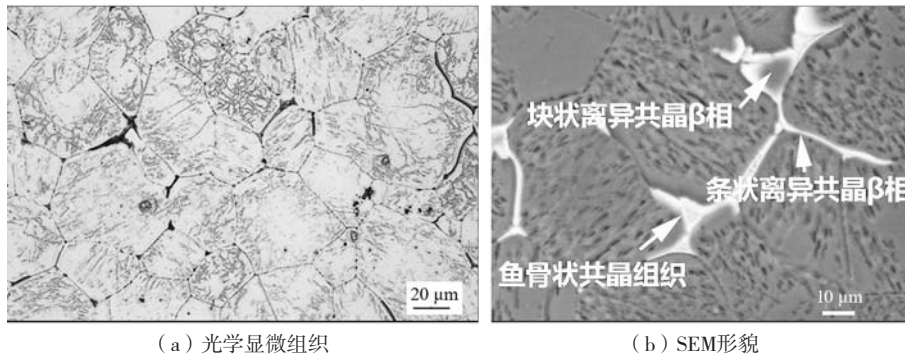 块状离异共晶β相
条状离异共晶β相
鱼骨状共晶组织
20 μm
10 μm
（a）光学显微组织
（b）SEM形貌